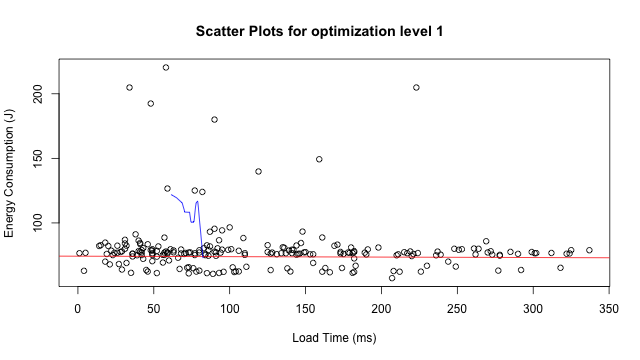 Scatter Plots for optimization level 1
Energy Consumption (J)
200
150
100
0 50 100 150 200 250 300 350
Load Time (ms)